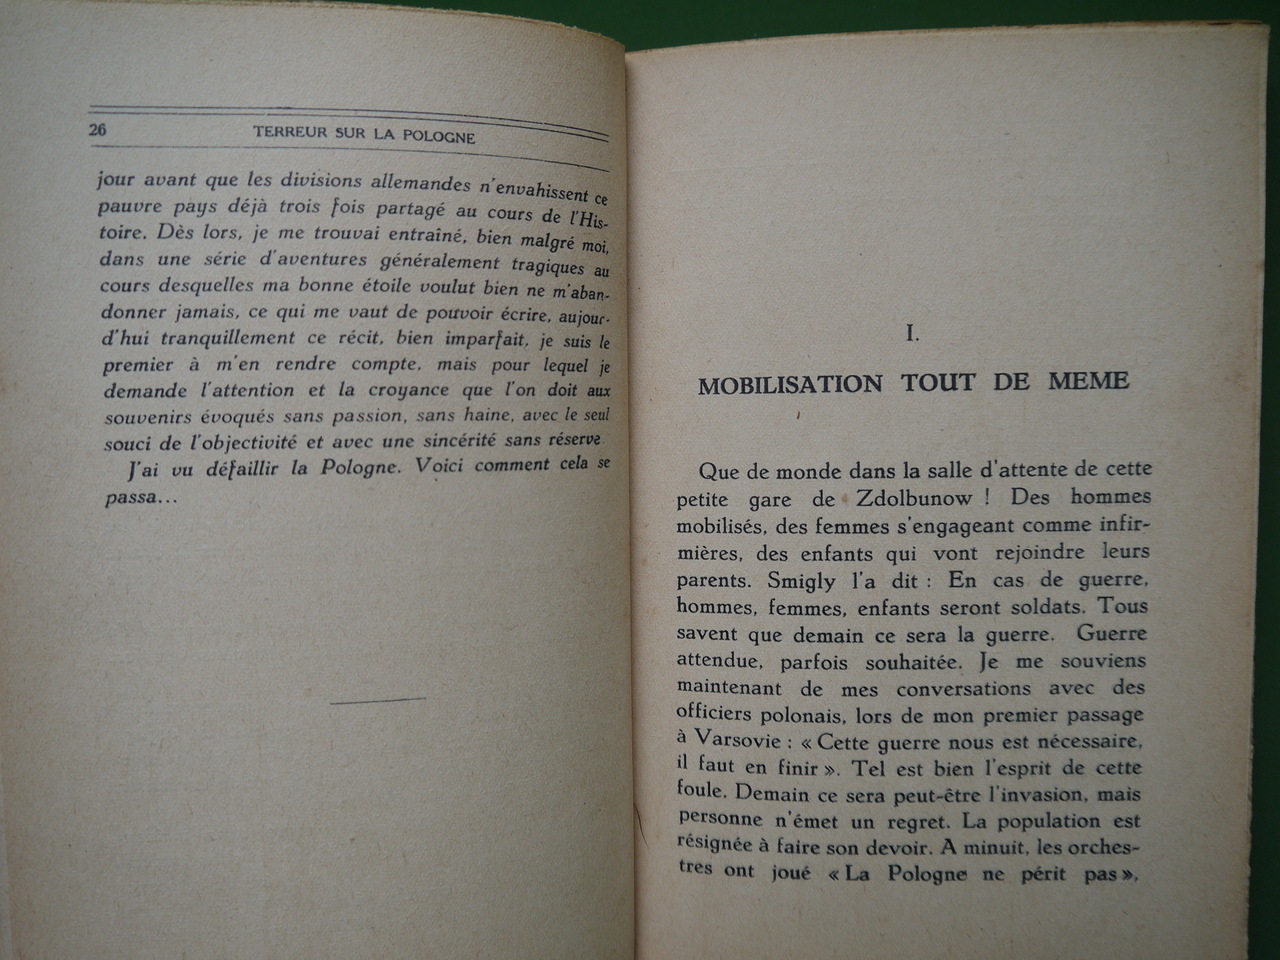 26
TERREUR SUR LA POLOGNE
jour avant que les divisions allemandes n'envahissent ce
pauvre pays déjà trois fois partagé au cours de l'His-
toire. Dès lors, je me trouvai entraîné, bien malgré moi,
dans une série d'aventures généralement tragiques au
cours desquelles ma bonne étoile voulut bien ne m'aban-
donner jamais, ce qui me vaut de pouvoir écrire, aujour-
d'hui tranquillement ce récit, bien imparfait, je suis le
premier à m'en rendre compte, mais pour lequel je
demande l'attention et la croyance que l'on doit aux
souvenirs évoqués sans passion, sans haine, avec le seul
souci de l'objectivité et avec une sincérité sans réserve.
J'ai vu défaillir la Pologne. Voici comment cela se
passa...
I.
MOBILISATION TOUT DE MEME
Que de monde dans la salle d'attente de cette
petite gare de Zdolbunow ! Des hommes
mobilisés, des femmes s'engageant comme infir-
mières, des enfants qui vont rejoindre leurs
parents. Smigly l'a dit : En cas de guerre,
hommes, femmes, enfants seront soldats. Tous
savent que demain ce sera la guerre. Guerre
attendue, parfois souhaitée. Je me souviens
maintenant de mes conversations avec des
officiers polonais, lors de mon premier passage
à Varsovie : « Cette guerre nous est nécessaire,
il faut en finir ». Tel est bien l'esprit de cette
foule. Demain ce sera peut-être l'invasion, mais
personne n'émet un regret. La population est
résignée à faire son devoir. A minuit, les orches-
tres ont joué « La Pologne ne périt pas »,